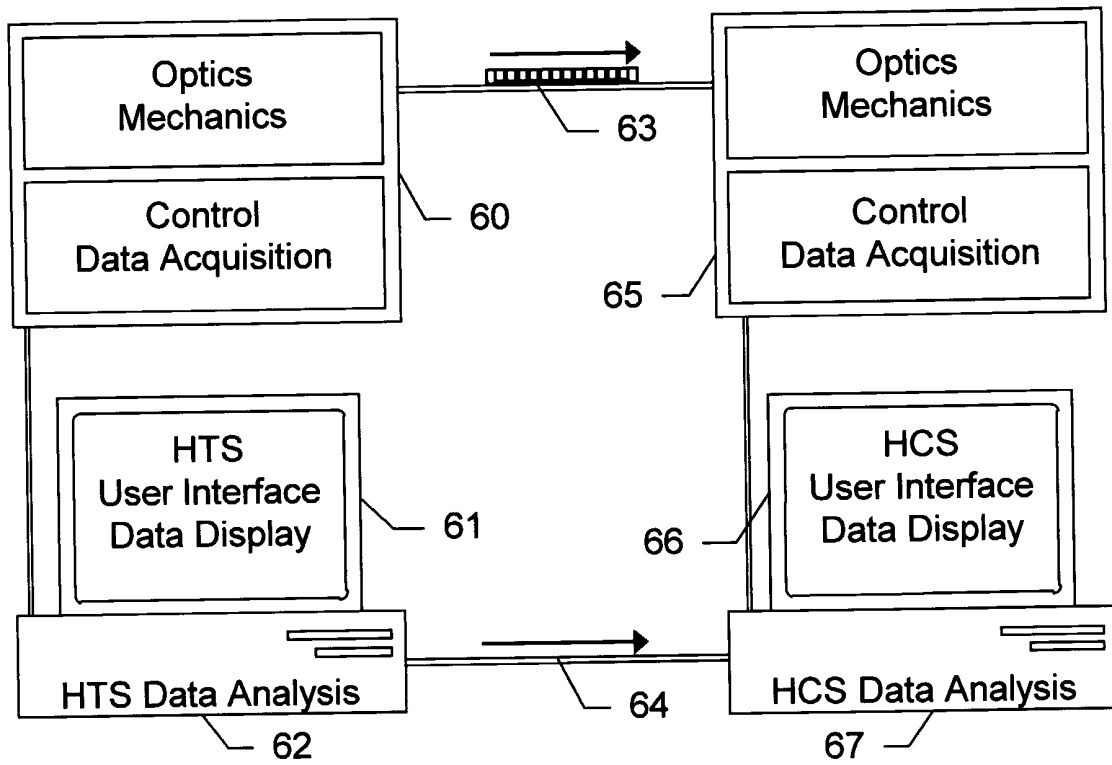 Optics
Mechanics
Control
Data Acquisition
60
63
Optics
Mechanics
Control
Data Acquisition
65
HTS
User Interface
Data Display
61
HTS Data Analysis
62
64
HCS
User Interface
Data Display
66
HCS Data Analysis
67